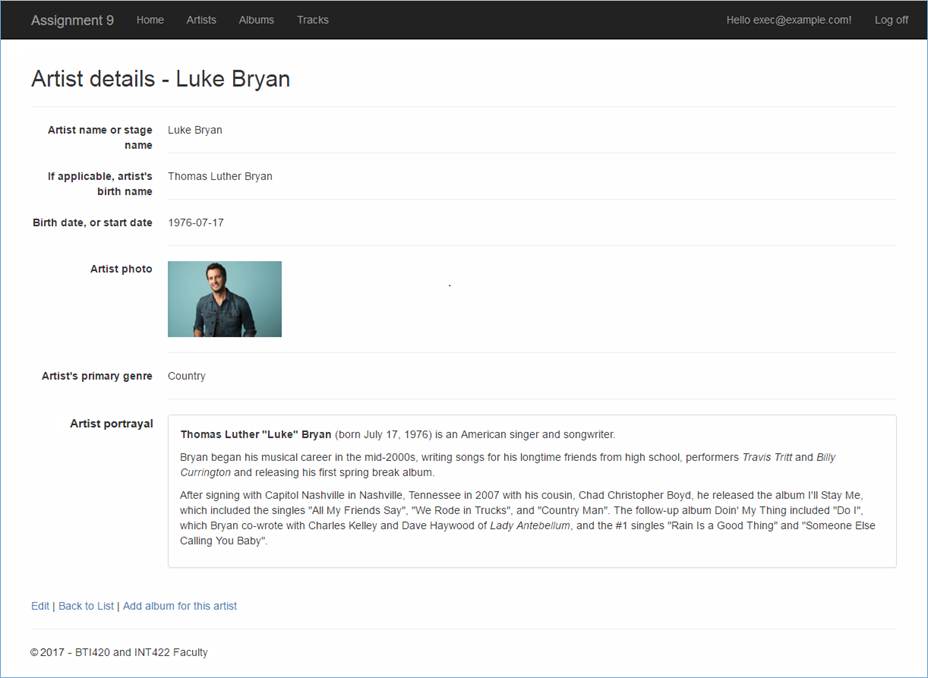 Assignment 9 Home Artists Albums Tracks Hello exec@example.com! Log off
Artist details - Luke Bryan
Artist name or stage name Luke Bryan
If applicable, artist's birth name Thomas Luther Bryan
Birth date, or start date 1976-07-17
Artist photo
Artist's primary genre Country
Artist portrayal
Thomas Luther "Luke" Bryan (born July 17, 1976) is an American singer and songwriter.
Bryan began his musical career in the mid-2000s, writing songs for his longtime friends from high school, performers Travis Tritt and Billy
Currington and releasing his first spring break album.
After signing with Capitol Nashville in Nashville, Tennessee in 2007 with his cousin, Chad Christopher Boyd, he released the album I'll Stay Me,
which included the singles "All My Friends Say", "We Rode in Trucks", and "Country Man". The follow-up album Doin' My Thing included "Do I",
which Bryan co-wrote with Charles Kelley and Dave Haywood of Lady Antebellum, and the #1 singles "Rain Is a Good Thing" and "Someone Else
Calling You Baby".
Edit | Back to List | Add album for this artist
© 2017 - BTI420 and INT422 Faculty